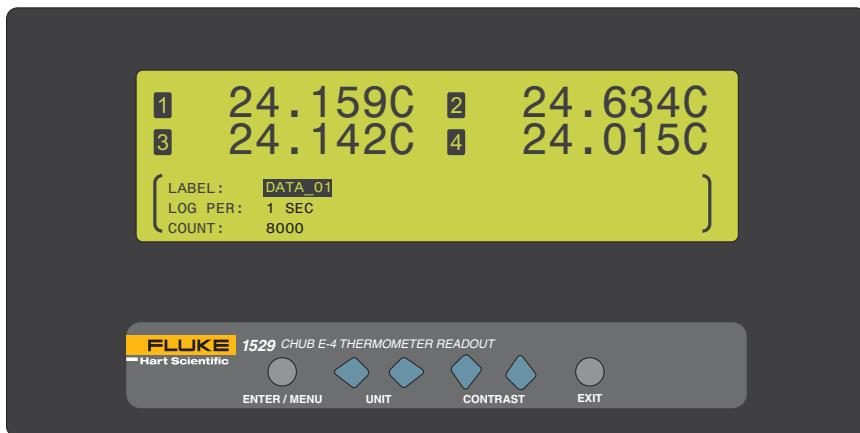 1 24.159C 2 24.634C
3 24.142C 4 24.015C
LABEL: DATA_01
LOG PER: 1 SEC
COUNT: 8000
FLUKE 1529 CHUB E-4 THERMOMETER READOUT
Hart Scientific
ENTER / MENU UNIT CONTRAST EXIT